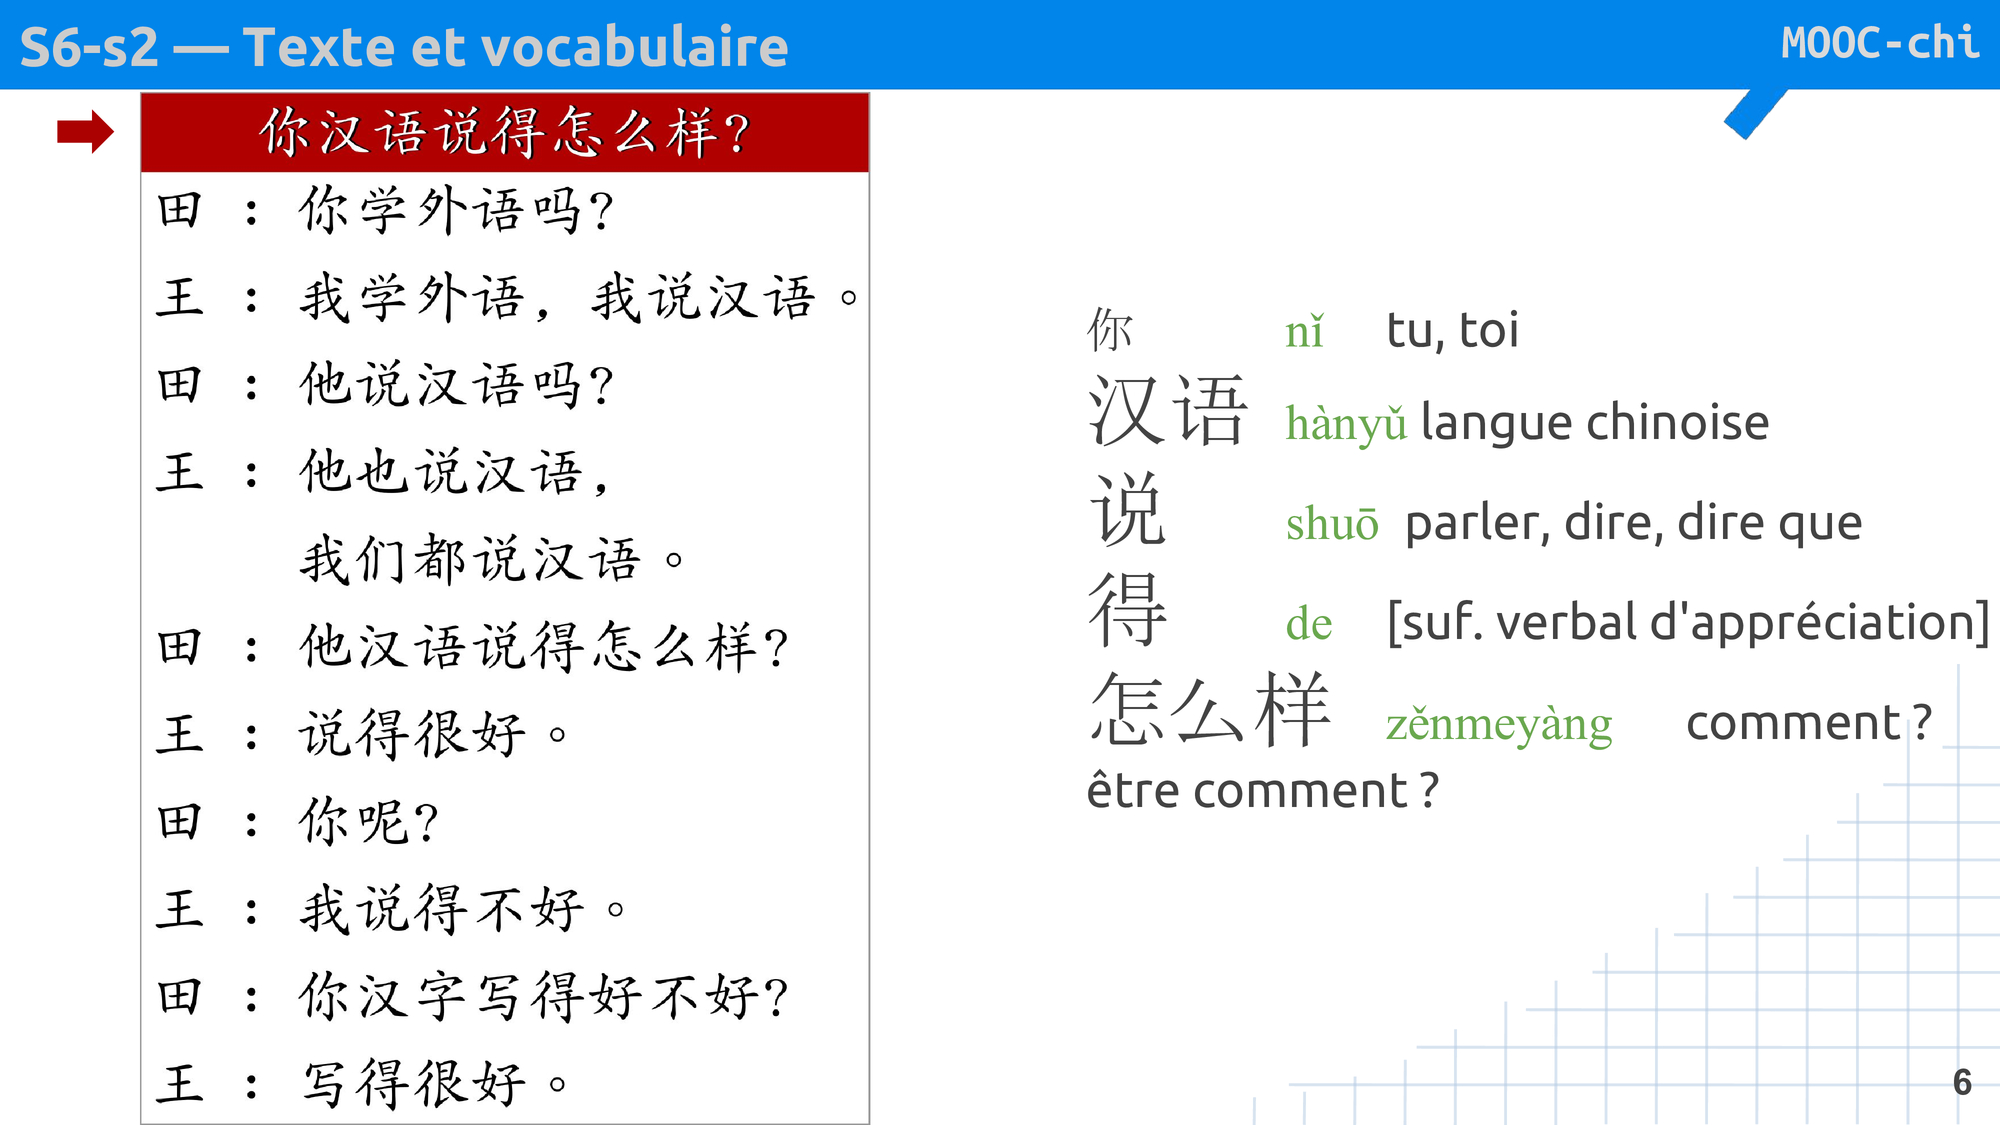 S6-s2 — Texte et vocabulaire
MOOC-chi
你汉语说得怎么样?
田 : 你学外语吗?
王 : 我学外语, 我说汉语。
田 : 他说汉语吗?
王 : 他也说汉语,
我们都说汉语。
田 : 他汉语说得怎么样?
王 : 说得很好。
田 : 你呢?
王 : 我说得不好。
田 : 你汉字写得好不好?
王 : 写得很好。
你 nǐ tu, toi
汉语 hànyǔ langue chinoise
说 shuō parler, dire, dire que
得 de [suf. verbal d'appréciation]
怎么样 zěnmeyàng comment ?
être comment ?
6